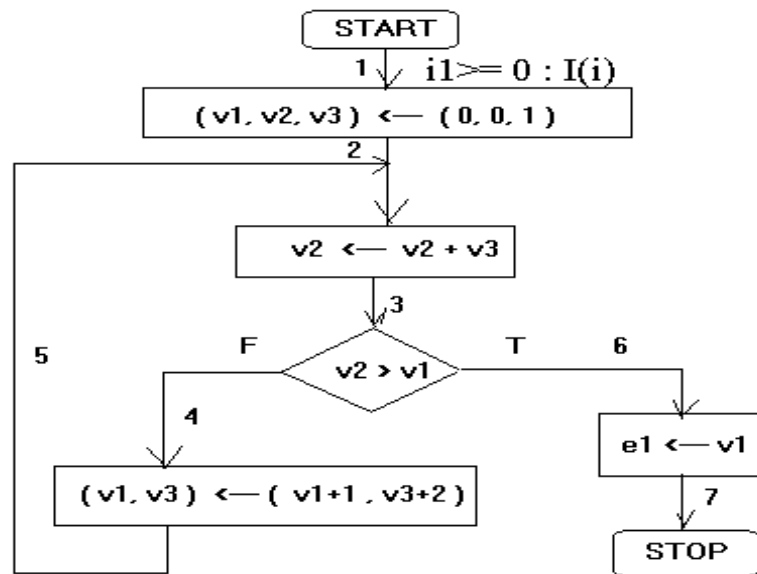 START
1 i1>= 0 : I(i)
( v1, v2, v3 ) <— ( 0, 0, 1 )
2
v2 <— v2 + v3
3
5 F T 6
v2 > v1
4
e1 <— v1
( v1, v3 ) <—( v1+1 , v3+2 )
7
STOP